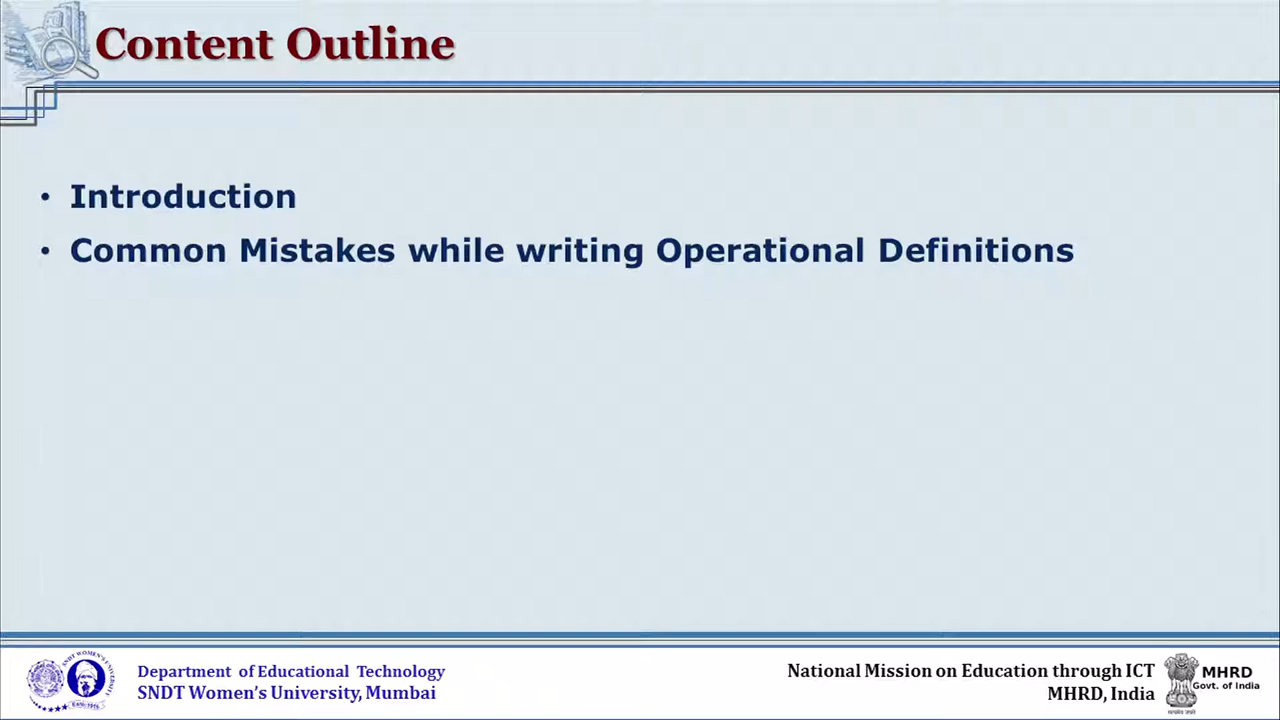 Content Outline
• Introduction
• Common Mistakes while writing Operational Definitions
Department of Educational Technology
SNDT Women's University, Mumbai
National Mission on Education through ICT
MHRD, India
MHRD
Govt. of India